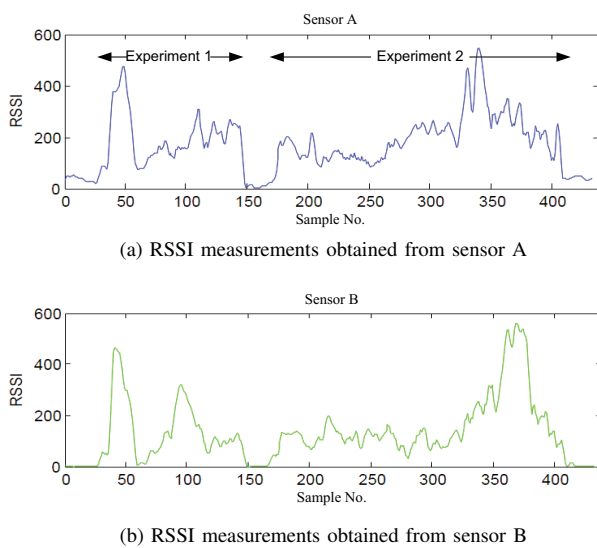 Sensor A
600
Experiment 1
Experiment 2
400
RSSI
200
0
0 50 100 150 200 250 300 350 400
Sample No.
(a) RSSI measurements obtained from sensor A
Sensor B
600
400
RSSI
200
0
0 50 100 150 200 250 300 350 400
Sample No.
(b) RSSI measurements obtained from sensor B